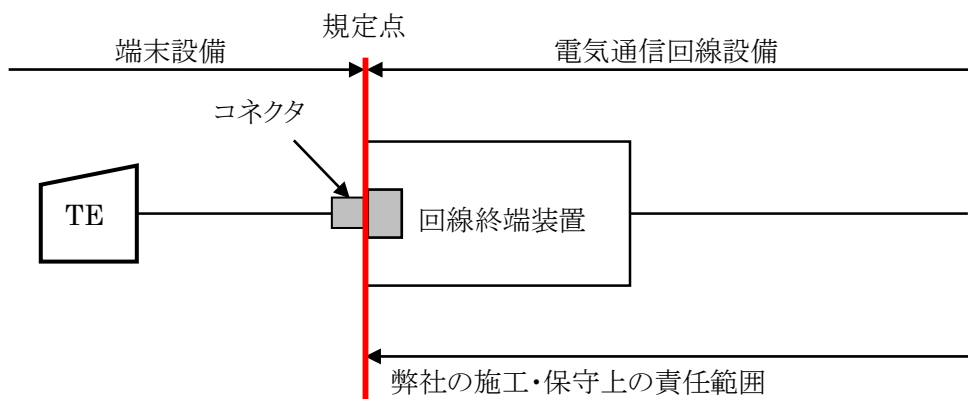 規定点
端末設備
電気通信回線設備
コネクタ
TE
回線終端装置
弊社の施工・保守上の責任範囲